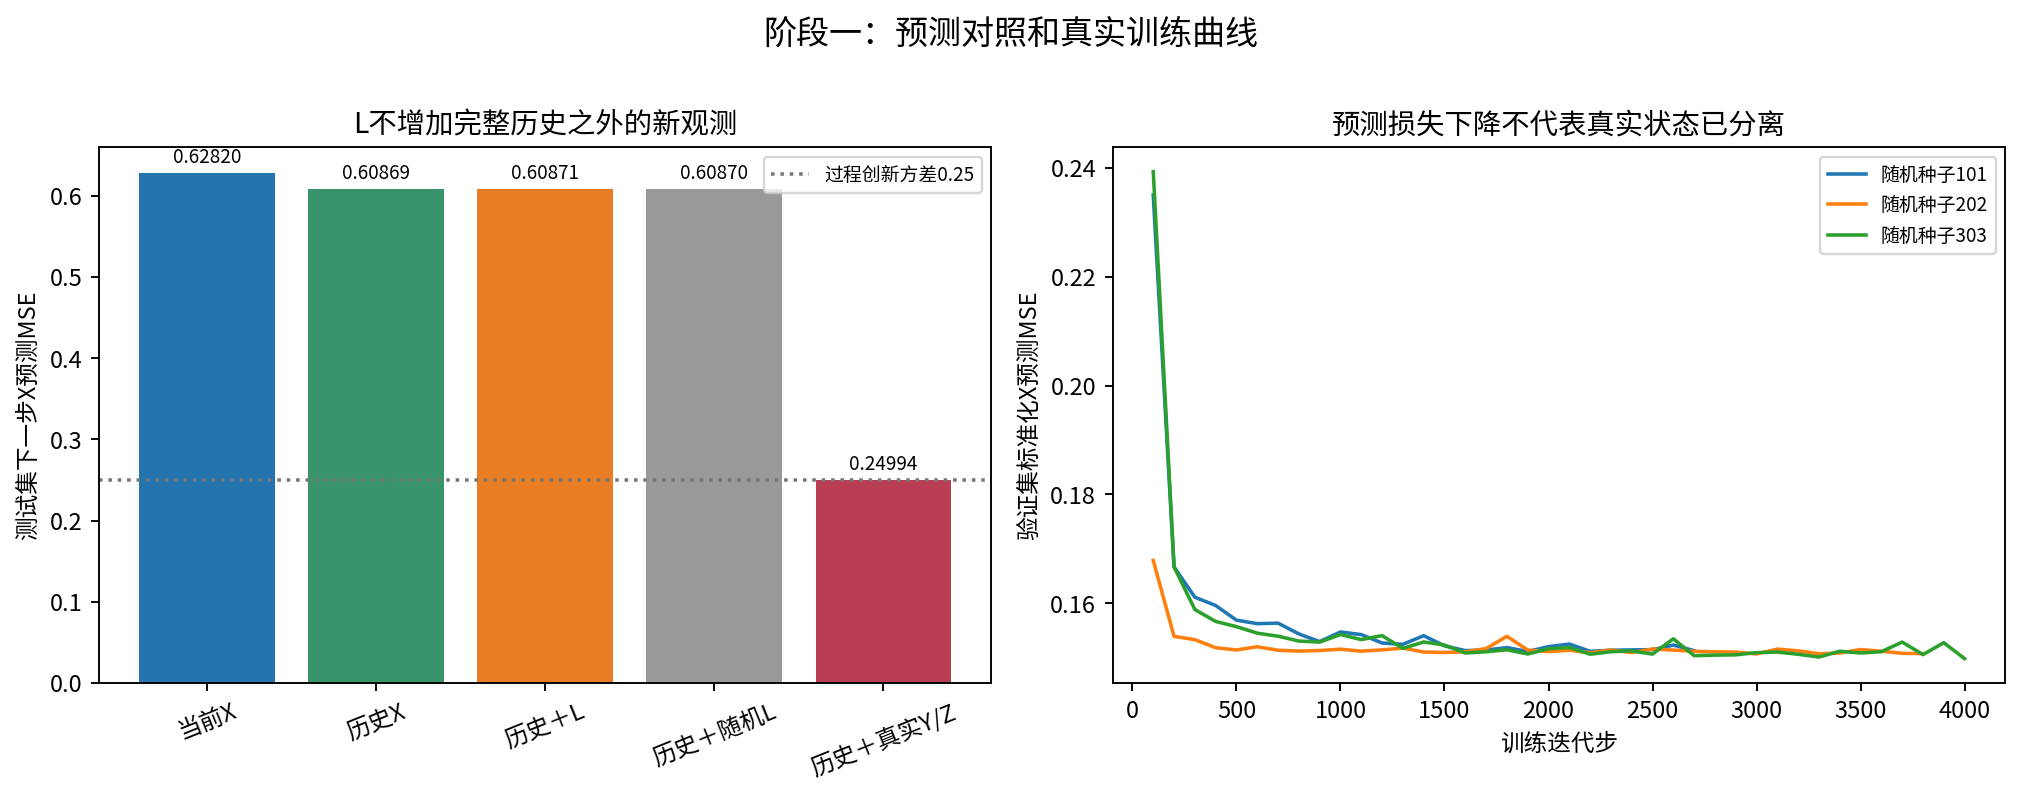 阶段一：预测对照和真实训练曲线
L不增加完整历史之外的新观测
测试集下一步X预测MSE
0.6
0.5
0.4
0.3
0.2
0.1
0.0
0.62820
0.60869
0.60871
0.60870
0.24994
过程创新方差0.25
当前X
历史X
历史＋L
历史＋随机L
历史＋真实Y/Z
预测损失下降不代表真实状态已分离
验证集标准化X预测MSE
0.24
0.22
0.20
0.18
0.16
随机种子101
随机种子202
随机种子303
0
500
1000
1500
2000
2500
3000
3500
4000
训练迭代步